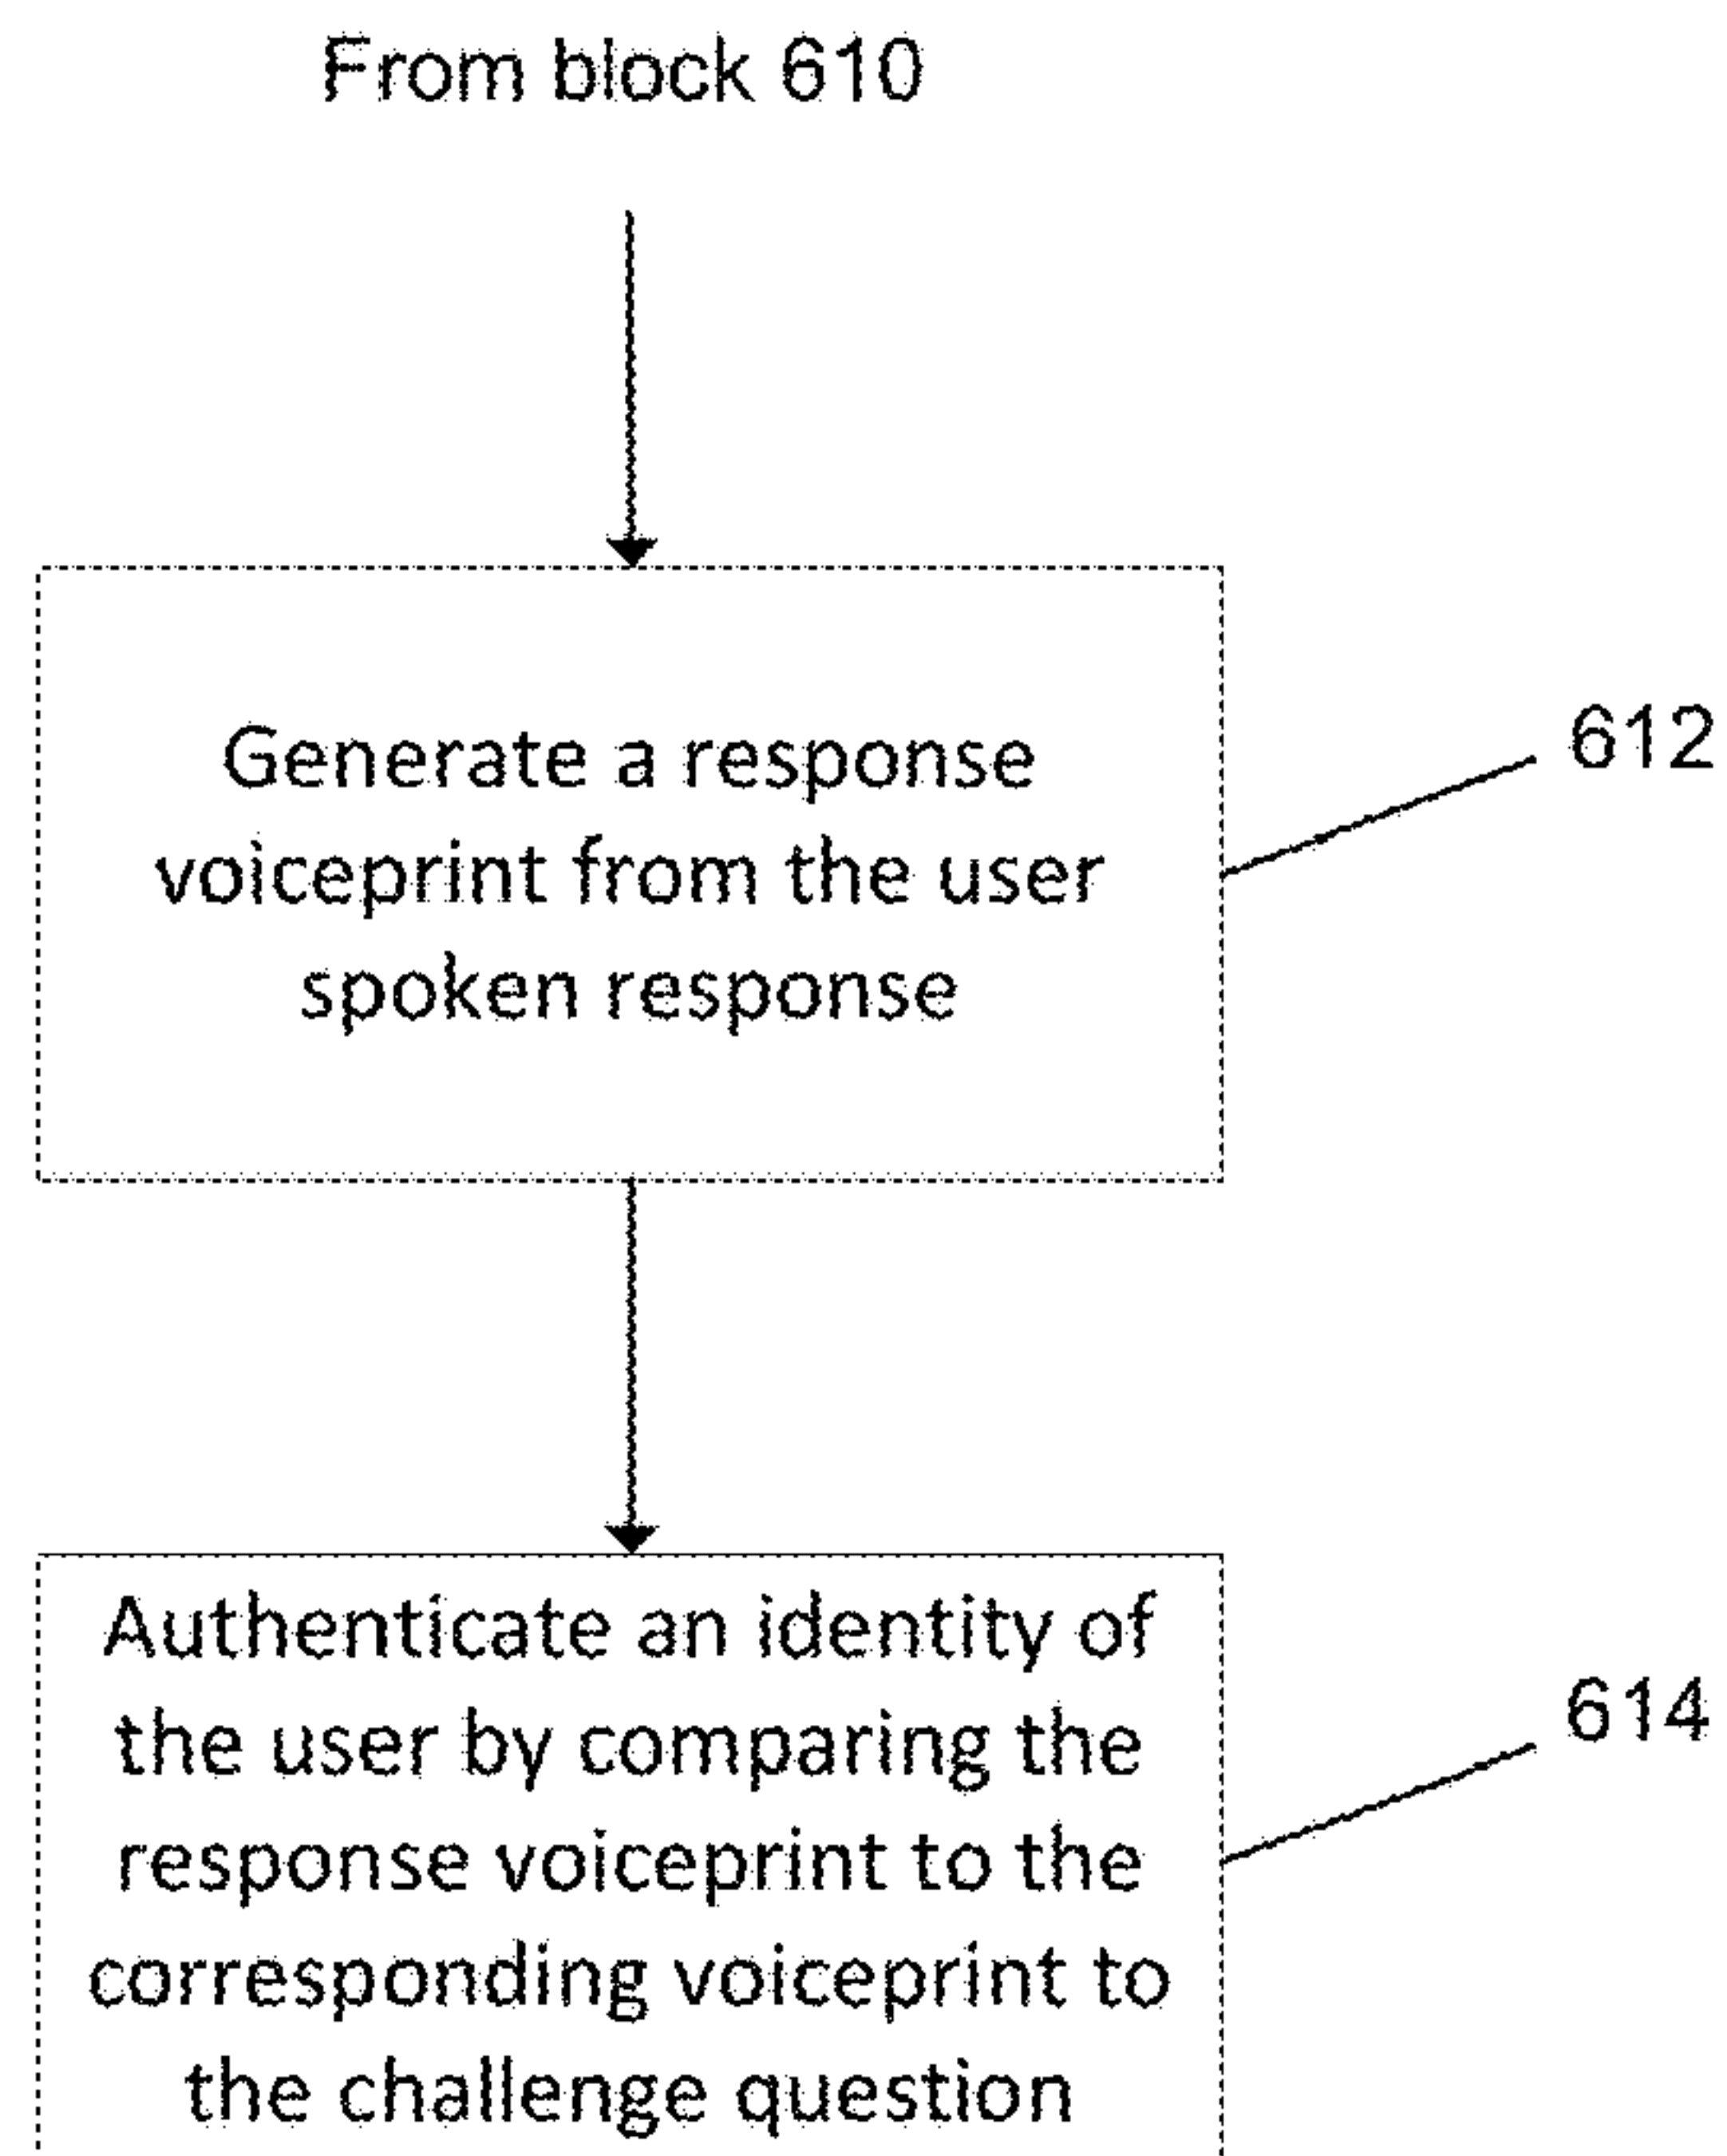 From block 610
Generate a response
voiceprint from the user
spoken response
612
Authenticate an identity of
the user by comparing the
response voiceprint to the
corresponding voiceprint to
the challenge question
614